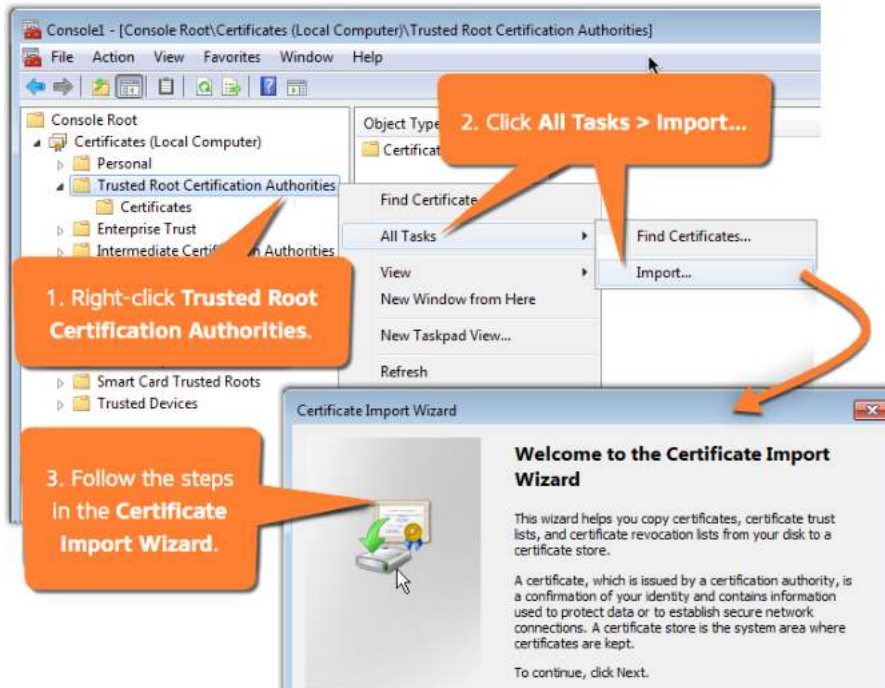 Console1 - [Console Root\Certificates (Local Computer)\Trusted Root Certification Authorities]
File Action View Favorites Window Help
Console Root
Certificates (Local Computer)
Personal
Trusted Root Certification Authorities
Certificates
Enterprise Trust
Intermediate Authorities
Smart Card Trusted Roots
Trusted Devices
Object
2. Click All Tasks > Import...
Find
All Tasks
View
New Window from Here
New Taskpad View...
Refresh
Find Certificates...
Import...
1. Right-click Trusted Root
Certification Authorities.
3. Follow the steps
in the Certificate
Import Wizard.
Certificate Import Wizard
Welcome to the Certificate Import
Wizard
This wizard helps you copy certificates, certificate trust
lists, and certificate revocation lists from your disk to a
certificate store.
A certificate, which is issued by a certification authority, is
a confirmation of your identity and contains information
used to protect data or to establish secure network
connections. A certificate store is the system area where
certificates are kept.
To continue, click Next.